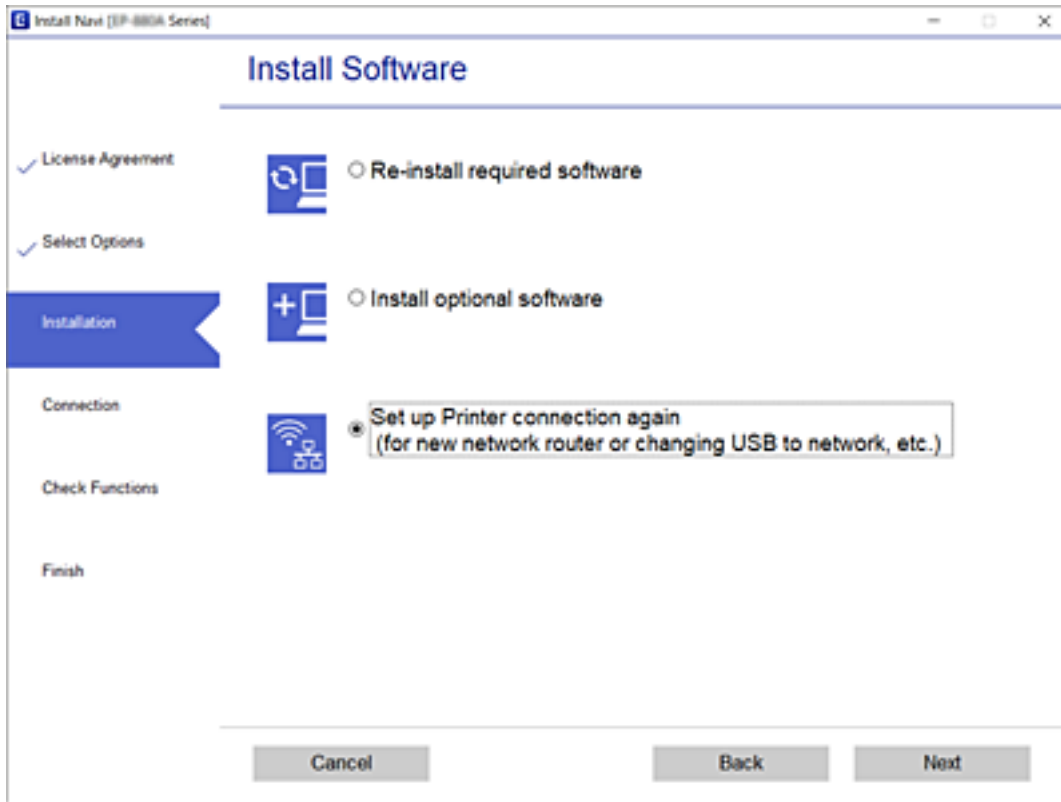 Install Navi [EP-880A Series]
Install Software
License Agreement
Select Options
Installation
Connection
Check Functions
Finish
Re-install required software
Install optional software
Set up Printer connection again
(for new network router or changing USB to network, etc.)
Cancel
Back
Next